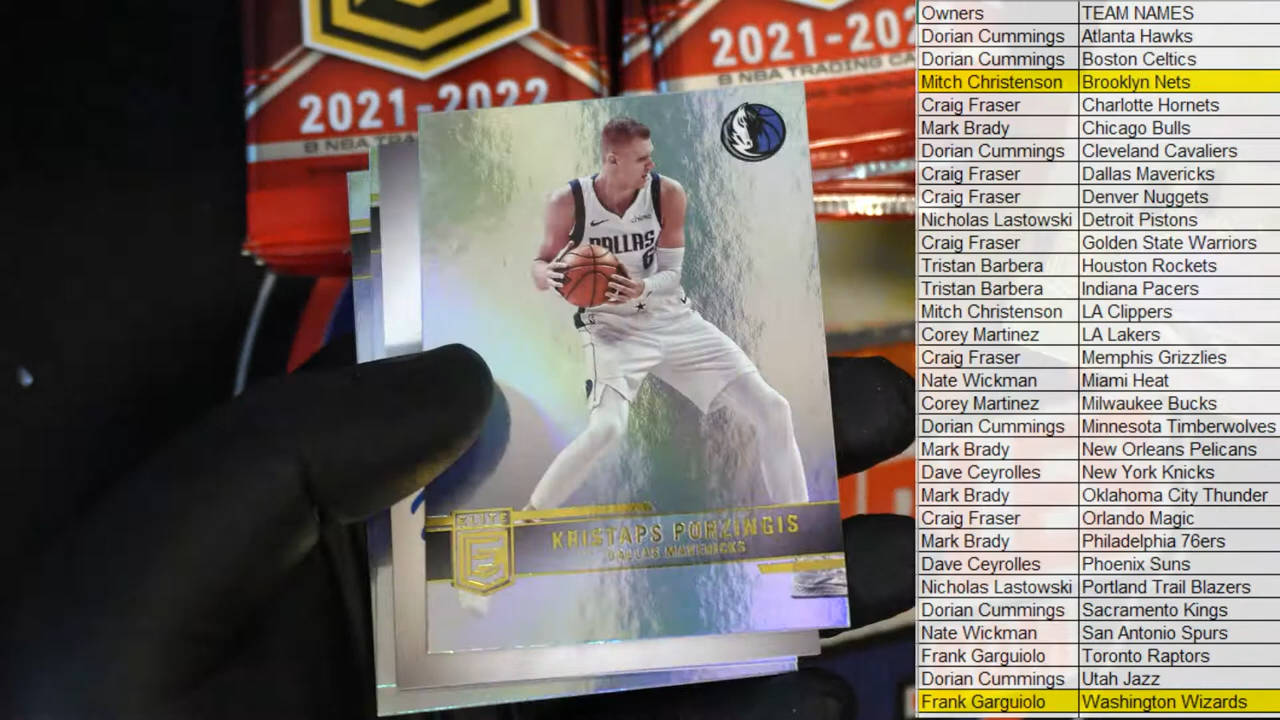 2021-2022
8 NBA TRA
2021-202
8 NBA TRADING CA
DALLAS
6
ELITE
KRISTAPS PORZINGIS
DALLAS MAVERICKS
Owners TEAM NAMES
Dorian Cummings Atlanta Hawks
Dorian Cummings Boston Celtics
Mitch Christenson Brooklyn Nets
Craig Fraser Charlotte Hornets
Mark Brady Chicago Bulls
Dorian Cummings Cleveland Cavaliers
Craig Fraser Dallas Mavericks
Craig Fraser Denver Nuggets
Nicholas Lastowski Detroit Pistons
Craig Fraser Golden State Warriors
Tristan Barbera Houston Rockets
Tristan Barbera Indiana Pacers
Mitch Christenson LA Clippers
Corey Martinez LA Lakers
Craig Fraser Memphis Grizzlies
Nate Wickman Miami Heat
Corey Martinez Milwaukee Bucks
Dorian Cummings Minnesota Timberwolves
Mark Brady New Orleans Pelicans
Dave Ceyrolles New York Knicks
Mark Brady Oklahoma City Thunder
Craig Fraser Orlando Magic
Mark Brady Philadelphia 76ers
Dave Ceyrolles Phoenix Suns
Nicholas Lastowski Portland Trail Blazers
Dorian Cummings Sacramento Kings
Nate Wickman San Antonio Spurs
Frank Garguiolo Toronto Raptors
Dorian Cummings Utah Jazz
Frank Garguiolo Washington Wizards